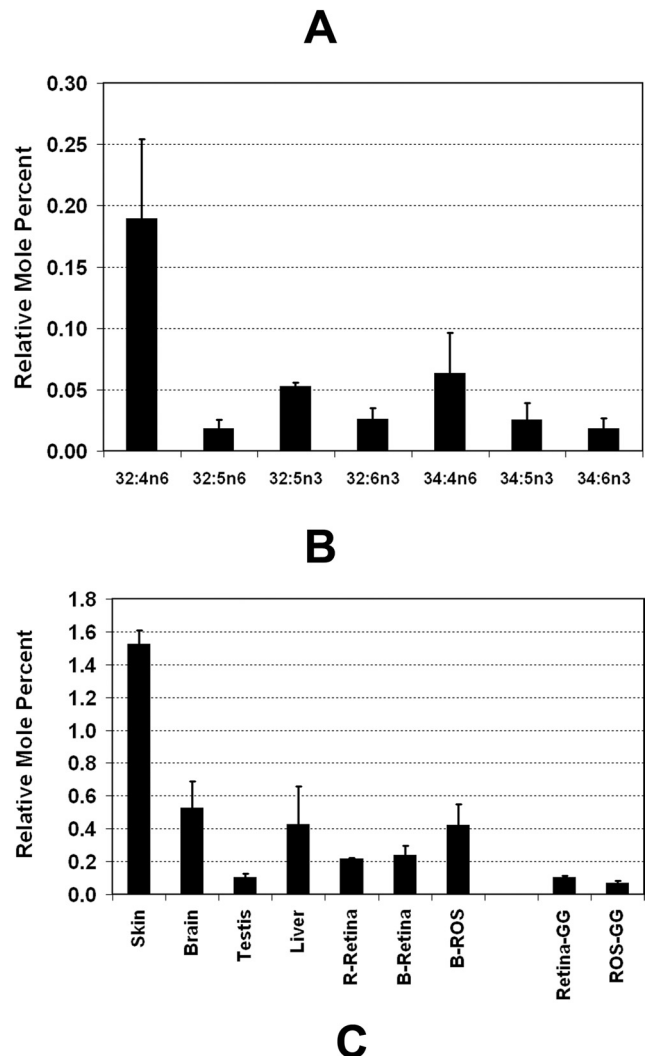 A
Relative Mole Percent
0.30
0.25
0.20
0.15
0.10
0.05
0.00
32:4n6 32:5n6 32:5n3 32:6n3 34:4n6 34:5n3 34:6n3
B
Relative Mole Percent
1.8
1.6
1.4
1.2
1.0
0.8
0.6
0.4
0.2
0.0
Skin Brain Testis Liver R-Retina B-Retina B-ROS Retina-GG ROS-GG
C